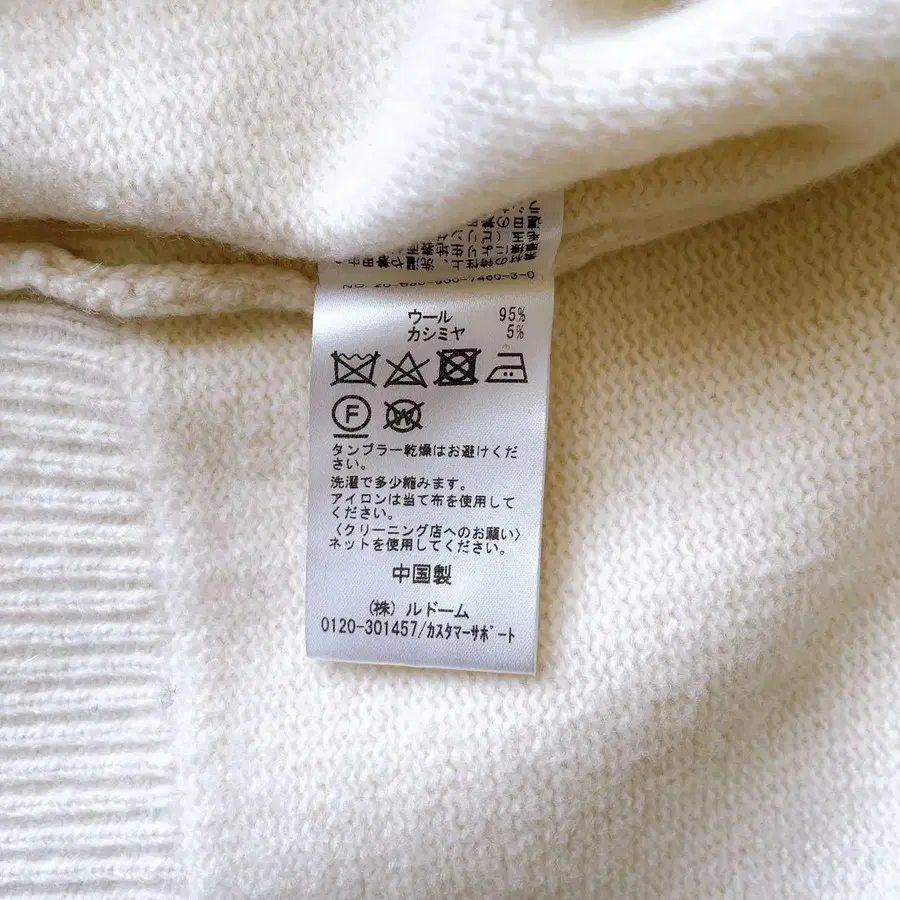 ウール 95%
カシミヤ 5%
F
W
タンブラー乾燥はお避けくだ
さい。
洗濯で多少縮みます。
アイロンは当て布を使用して
ください。
〈クリーニング店へのお願い〉
ネットを使用してください。
中国製
(株) ルドーム
0120-301457/カスタマーサポート